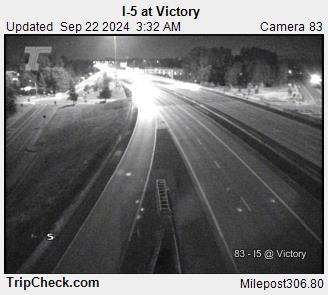 I-5 at Victory
Updated Sep 22 2024 3:32 AM Camera 83
T
S
83 - I5 @ Victory
TripCheck.com Milepost306.80